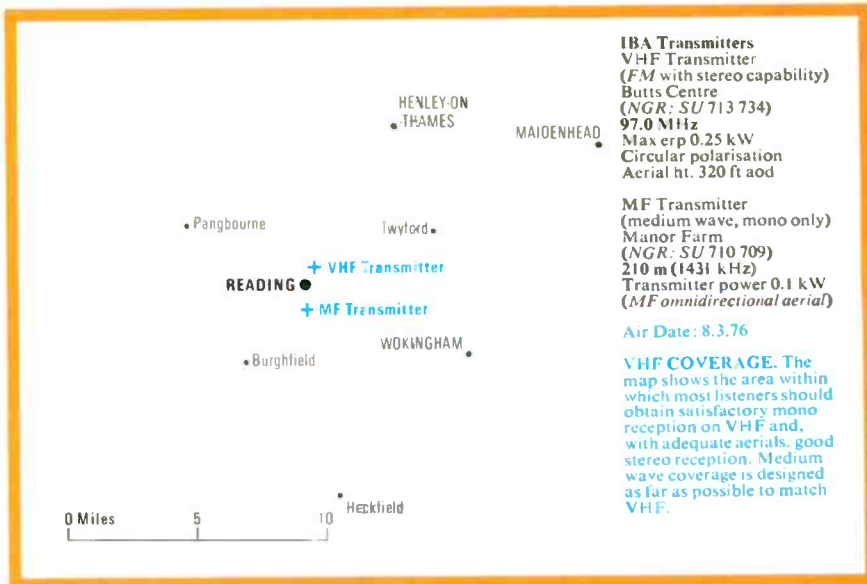 HENLEY-ON
-THAMES
MAIDENHEAD
Pangbourne
Twyford
VHF Transmitter
READING
MF Transmitter
WOKINGHAM
Burghfield
Heckfield
0 Miles 5 10
IBA Transmitters
VHF Transmitter
(FM with stereo capability)
Butts Centre
(NGR: SU 713 734)
97.0 MHz
Max erp 0.25 kW
Circular polarisation
Aerial ht. 320 ft aod
MF Transmitter
(medium wave, mono only)
Manor Farm
(NGR: SU 710 709)
210 m (1431 kHz)
Transmitter power 0.1 kW
(MF omnidirectional aerial)
Air Date: 8.3.76
VHF COVERAGE. The
map shows the area within
which most listeners should
obtain satisfactory mono
reception on VHF and,
with adequate aerials, good
stereo reception. Medium
wave coverage is designed
as far as possible to match
VHF.